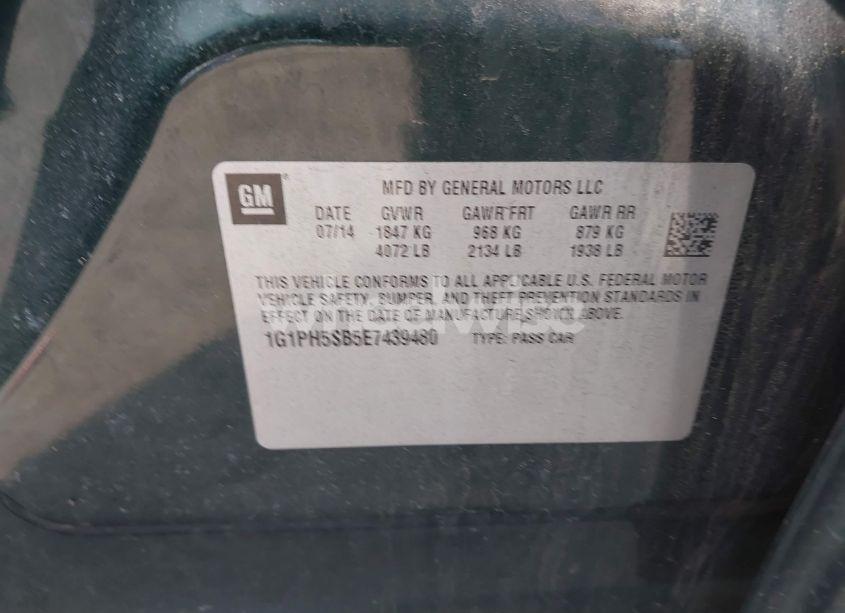 GM
MFD BY GENERAL MOTORS LLC
DATE GVWR GAWR FRT GAWR RR
07/14 1847 KG 968 KG 879 KG
4072 LB 2134 LB 1938 LB
THIS VEHICLE CONFORMS TO ALL APPLICABLE U.S. FEDERAL MOTOR
VEHICLE SAFETY, BUMPER, AND THEFT PREVENTION STANDARDS IN
EFFECT ON THE DATE OF MANUFACTURE SHOWN ABOVE.
1G1PH5SB5E7439480 TYPE: PASS CAR